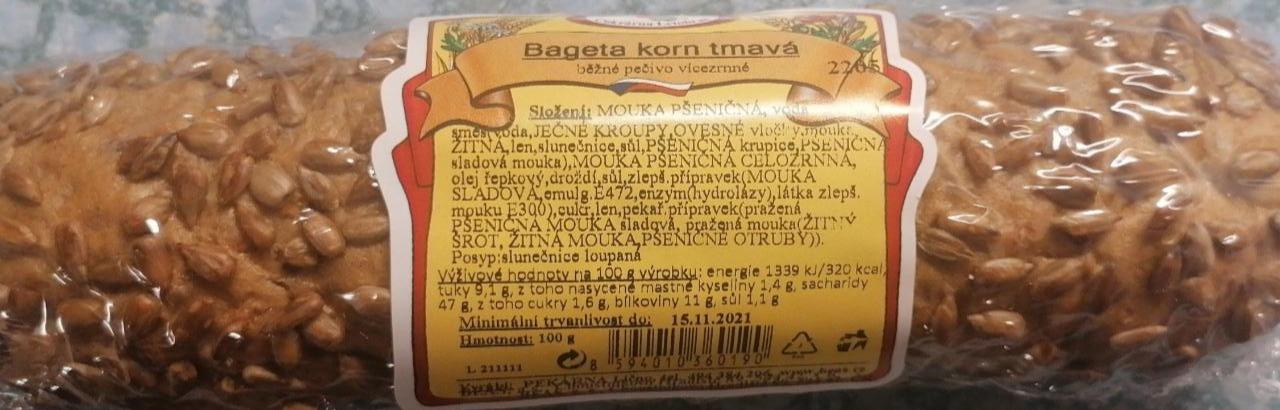 Bageta korn tmavá
běžné pečivo vícezrnné
2265
Složení: MOUKA PŠENIČNÁ, voda
směs(voda,JEČNÉ KROUPY,OVESNÉ vločky,mouka
ŽITNÁ,len,slunečnice,sůl,PŠENIČNÁ krupice,PŠENIČNÁ
sladová mouka),MOUKA PŠENIČNÁ CELOZRNNÁ,
olej řepkový,droždí,sůl,zlepš.přípravek(MOUKA
SLADOVÁ,emulg.E472,enzym(hydrolázy),látka zlepš.
mouku E300),cukr,len,pekař.přípravek(pražená
PŠENIČNÁ MOUKA sladová, pražená mouka(ŽITNÝ
ŠROT, ŽITNÁ MOUKA,PŠENIČNÉ OTRUBY)).
Posyp:slunečnice loupaná
Výživové hodnoty na 100 g výrobku: energie 1339 kJ/320 kcal,
tuky 9,1 g, z toho nasycené mastné kyseliny 1,4 g, sacharidy
47 g, z toho cukry 1,6 g, bílkoviny 11 g, sůl 1,1 g
Minimální trvanlivost do: 15.11.2021
Hmotnost: 100 g
8 594010 360190
L 211111
PEKÁRNA